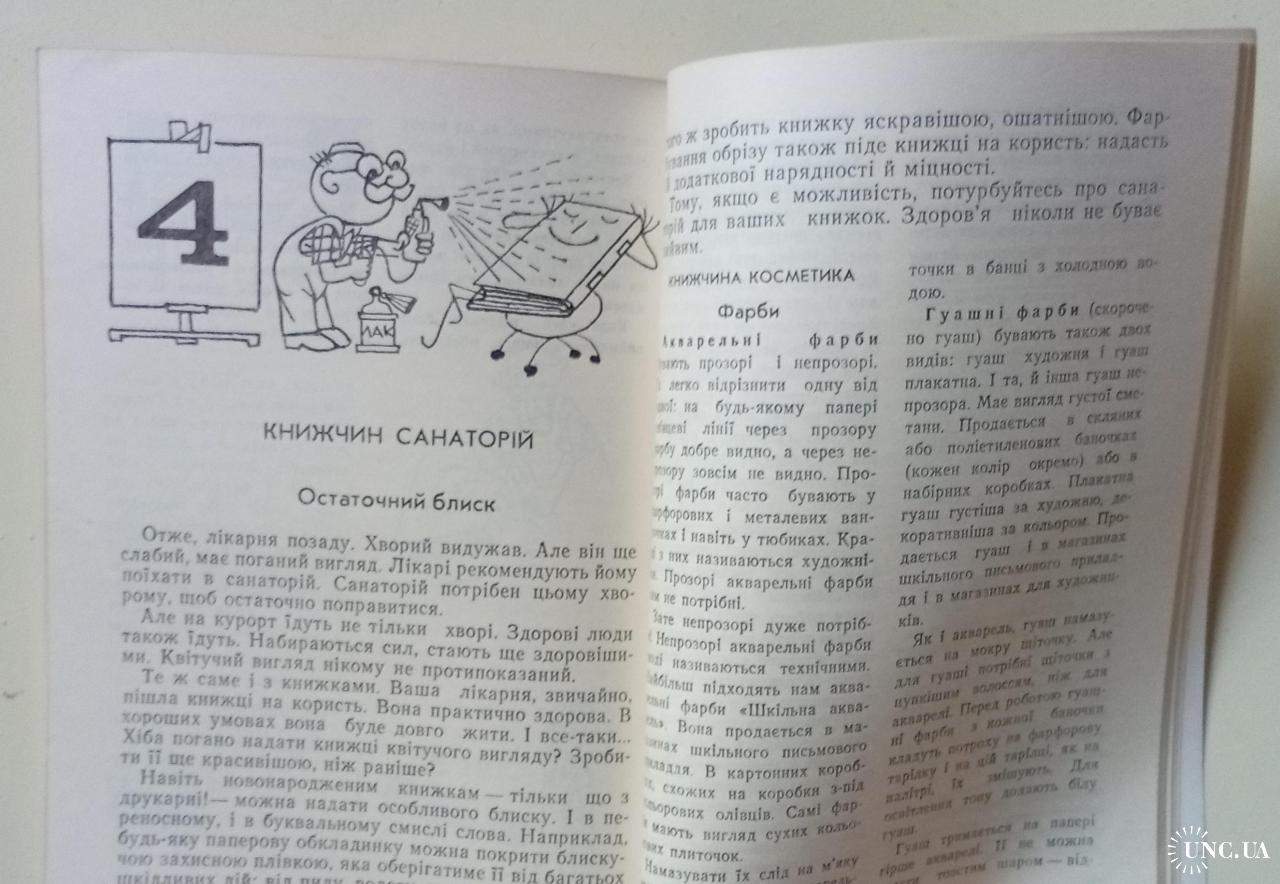 4
ЛАК
КНИЖЧИН САНАТОРІЙ
Остаточний блиск
Отже, лікарня позаду. Хворий видужав. Але він ще
слабий, має поганий вигляд. Лікарі рекомендують йому
поїхати в санаторій. Санаторій потрібен цьому хво-
рому, щоб остаточно поправитися.
Але на курорт їдуть не тільки хворі. Здорові люди
також їдуть. Набираються сил, стають ще здоровіши-
ми. Квітучий вигляд нікому не протипоказаний.
Те ж саме і з книжками. Ваша лікарня, звичайно,
пішла книжці на користь. Вона практично здорова. В
хороших умовах вона буде довго жити. І все-таки...
Хіба погано надати книжці квітучого вигляду? Зроби-
ти її ще красивішою, ніж раніше?
Навіть новонародженим книжкам — тільки що з
друкарні! — можна надати особливого блиску. І в пе-
реносному, і в буквальному смислі слова. Наприклад,
будь-яку паперову обкладинку можна покрити блиску-
чою захисною плівкою, яка оберігатиме її від багатьох
шкідливих дій: від пилу,
ж зробить книжку яскравішою, ошатнішою. Фар-
вання обрізу також піде книжці на користь: надасть
додаткової нарядності й міцності.
Тому, якщо є можливість, потурбуйтесь про сана-
рій для ваших книжок. Здоров'я ніколи не буває
КНИЖЧИНА КОСМЕТИКА
Фарби
Акварельні фарби
прозорі і непрозорі.
легко відрізнити одну від
на будь-якому папері
лінії через прозору
добре видно, а через не-
зовсім не видно. Про-
фарби часто бувають у
фарфорових і металевих ван-
і навіть у тюбиках. Кра-
з них називаються художні-
Прозорі акварельні фарби
не потрібні.
Зате непрозорі дуже потріб-
Непрозорі акварельні фарби
називаються технічними.
Найбільш підходять нам аква-
фарби «Шкільна аква-
Вона продається в ма-
шкільного письмового
В картонних короб-
схожих на коробки з-під
олівців. Самі фар-
мають вигляд сухих кольо-
плиточок.
Намазувати їх слід на м'яку
точки в банці з холодною во-
дою.
Гуашні фарби (скороче-
но гуаш) бувають також двох
видів: гуаш художня і гуаш
плакатна. І та, й інша гуаш не-
прозора. Має вигляд густої сме-
тани. Продається в скляних
або поліетиленових баночках
(кожен колір окремо) або в
набірних коробках. Плакатна
гуаш густіша за художню, де-
коративніша за кольором. Про-
дається гуаш і в магазинах
шкільного письмового прилад-
дя і в магазинах для художни-
ків.
Як і акварель, гуаш намазу-
ється на мокру щіточку. Але
для гуаші потрібні щіточки з
цупкішим волоссям, ніж для
акварелі. Перед роботою гуаш-
ні фарби з кожної баночки
кладуть потроху на фарфорову
тарілку і на цій тарілці, як на
палітрі, їх змішують. Для
освітлення тону додають білу
гуаш.
Гуаш тримається на папері
гірше акварелі. Її не можна
товстим шаром — від-
UNC.UA